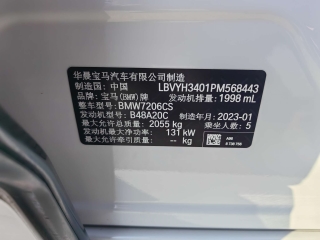 华晨宝马汽车有限公司制造
制造国: 中国 LBVYH3401PM568443
品牌: 宝马(BMW)牌 发动机排量: 1998 mL
整车型号: BMW7206CS
发动机型号: B48A20C 制造年月: 2023-01
最大允许总质量: 2055 kg 乘坐人数: 5
发动机最大净功率: 131 kW
最大允许牵引质量: -- kg